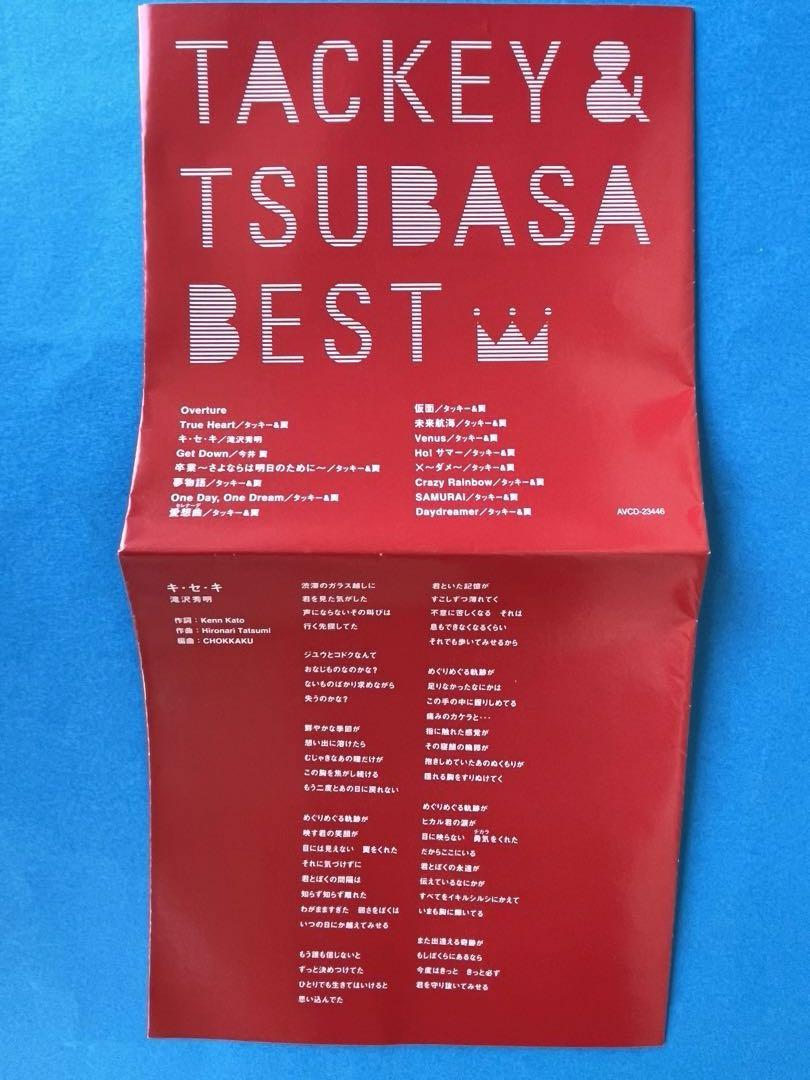 TACKEY &
TSUBASA
BEST
Overture
True Heart／タッキー&翼
キ・セ・キ／滝沢秀明
Get Down／今井 翼
卒業〜さよならは明日のために〜／タッキー&翼
夢物語／タッキー&翼
One Day, One Dream／タッキー&翼
セレナーデ
愛想曲／タッキー&翼
仮面／タッキー&翼
未来航海／タッキー&翼
Venus／タッキー&翼
Ho! サマー／タッキー&翼
×〜ダメ〜／タッキー&翼
Crazy Rainbow／タッキー&翼
SAMURAI／タッキー&翼
Daydreamer／タッキー&翼
AVCD-23446
キ・セ・キ
滝沢秀明
作詞：Kenn Kato
作曲：Hironari Tatsumi
編曲：CHOKKAKU
渋滞のガラス越しに
君を見た気がした
声にならないその叫びは
行く先探してた
ジユウとコドクなんて
おなじものなのかな?
ないものばかり求めながら
失うのかな?
鮮やかな季節が
想い出に溶けたら
むじゃきなあの瞳だけが
この胸を焦がし続ける
もう二度とあの日に戻れない
めぐりめぐる軌跡が
映す君の笑顔が
目には見えない 翼をくれた
それに気づけずに
君とぼくの間隔は
知らず知らず離れた
わがまますぎた 弱さをぼくは
いつの日にか越えてみせる
もう誰も信じないと
ずっと決めつけてた
ひとりでも生きてはいけると
思い込んでた
君といた記憶が
すこしずつ薄れてく
不意に苦しくなる それは
息もできなくなるくらい
それでも歩いてみせるから
めぐりめぐる軌跡が
足りなかったなにかは
この手の中に握りしめてる
痛みのカケラと・・・
指に触れた感覚が
その寝顔の輪郭が
抱きしめていたあのぬくもりが
揺れる胸をすりぬけてく
めぐりめぐる軌跡が
ヒカル君の涙が
チカラ
目に映らない 勇気をくれた
だからここにいる
君とぼくの永遠が
伝えているなにかが
すべてをイキルシルシにかえて
いまも胸に輝いてる
また出逢える奇跡が
もしぼくらにあるなら
今度はきっと きっと必ず
君を守り抜いてみせる